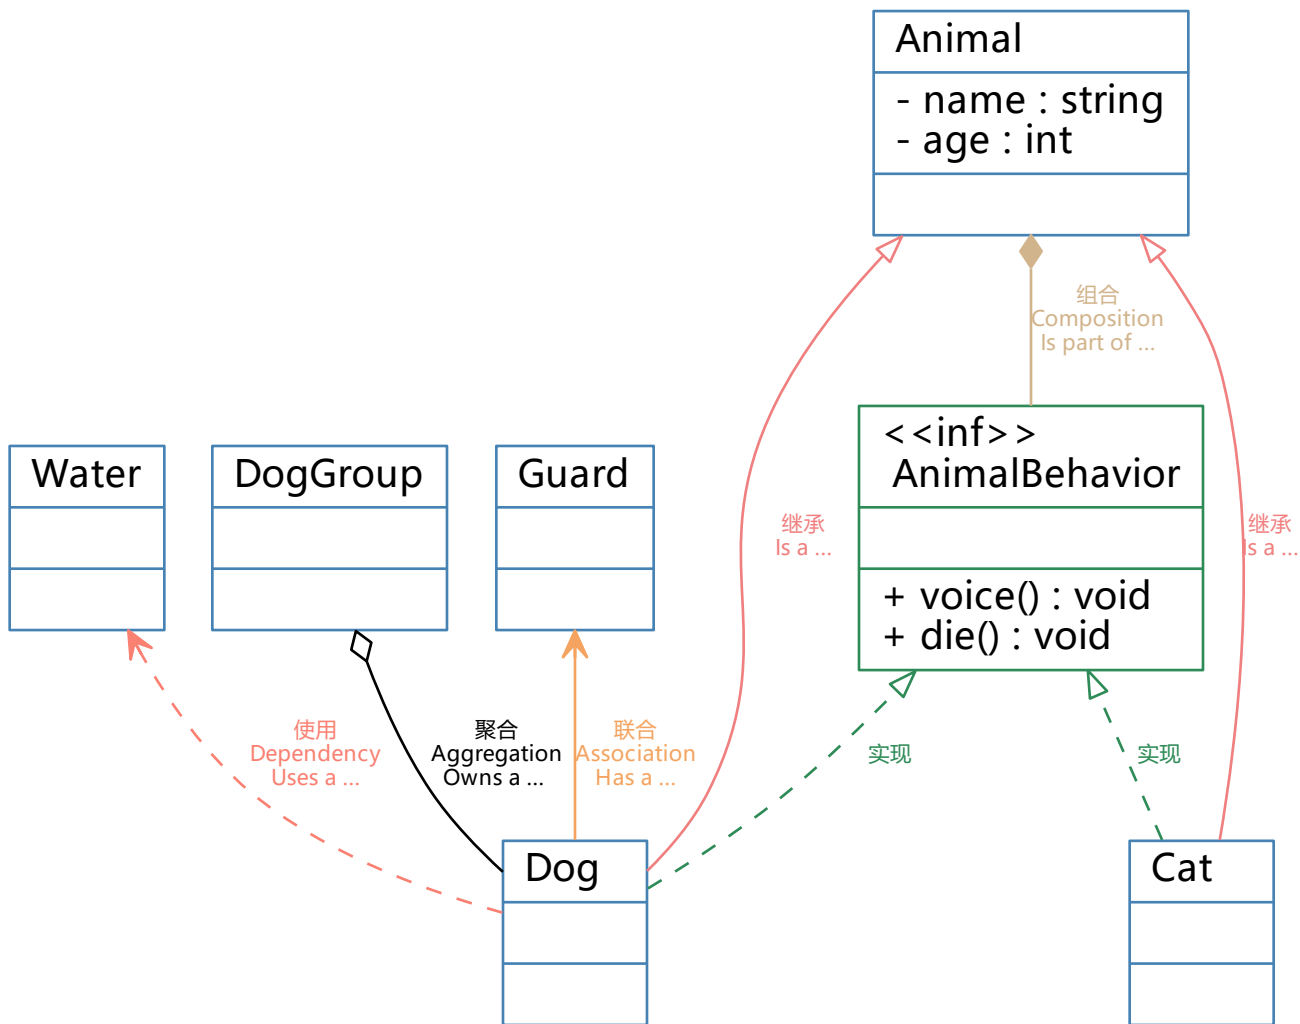 Animal
- name : string
- age : int
组合
Composition
Is part of ...
<<inf>>
AnimalBehavior
+ voice() : void
+ die() : void
Water
DogGroup
Guard
继承
Is a ...
继承
Is a ...
使用
Dependency
Uses a ...
聚合
Aggregation
Owns a ...
联合
Association
Has a ...
实现
实现
Dog
Cat